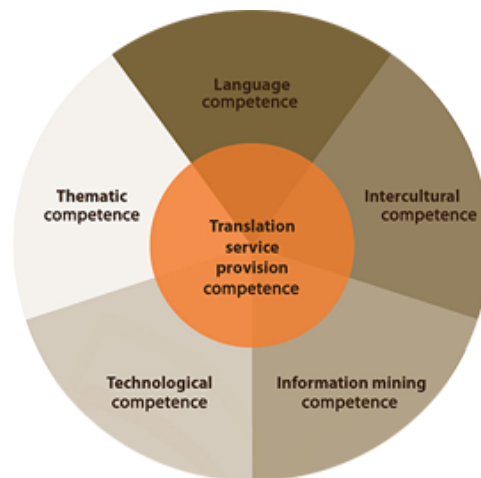 Language
competence
Intercultural
competence
Thematic
competence
Translation
service
provision
competence
Technological
competence
Information mining
competence